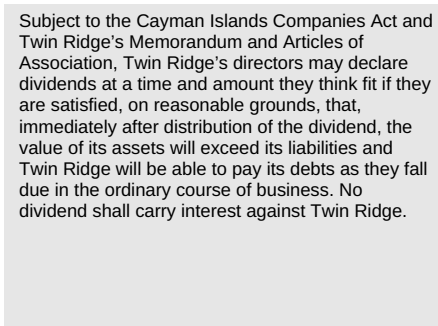 Subject to the Cayman Islands Companies Act and
Twin Ridge’s Memorandum and Articles of
Association, Twin Ridge’s directors may declare
dividends at a time and amount they think fit if they
are satisfied, on reasonable grounds, that,
immediately after distribution of the dividend, the
value of its assets will exceed its liabilities and
Twin Ridge will be able to pay its debts as they fall
due in the ordinary course of business. No
dividend shall carry interest against Twin Ridge.